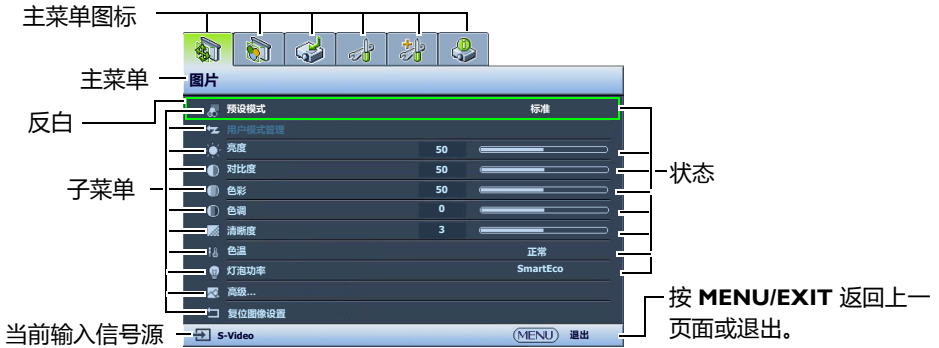 主菜单图标
主菜单
图片
反白
预设模式 标准
用户模式管理
亮度 50
对比度 50
状态
子菜单
色彩 50
色调 0
清晰度 3
色温 正常
灯泡功率 SmartEco
高级...
复位图像设置
按 MENU/EXIT 返回上一
页面或退出。
当前输入信号源
S-Video MENU 退出